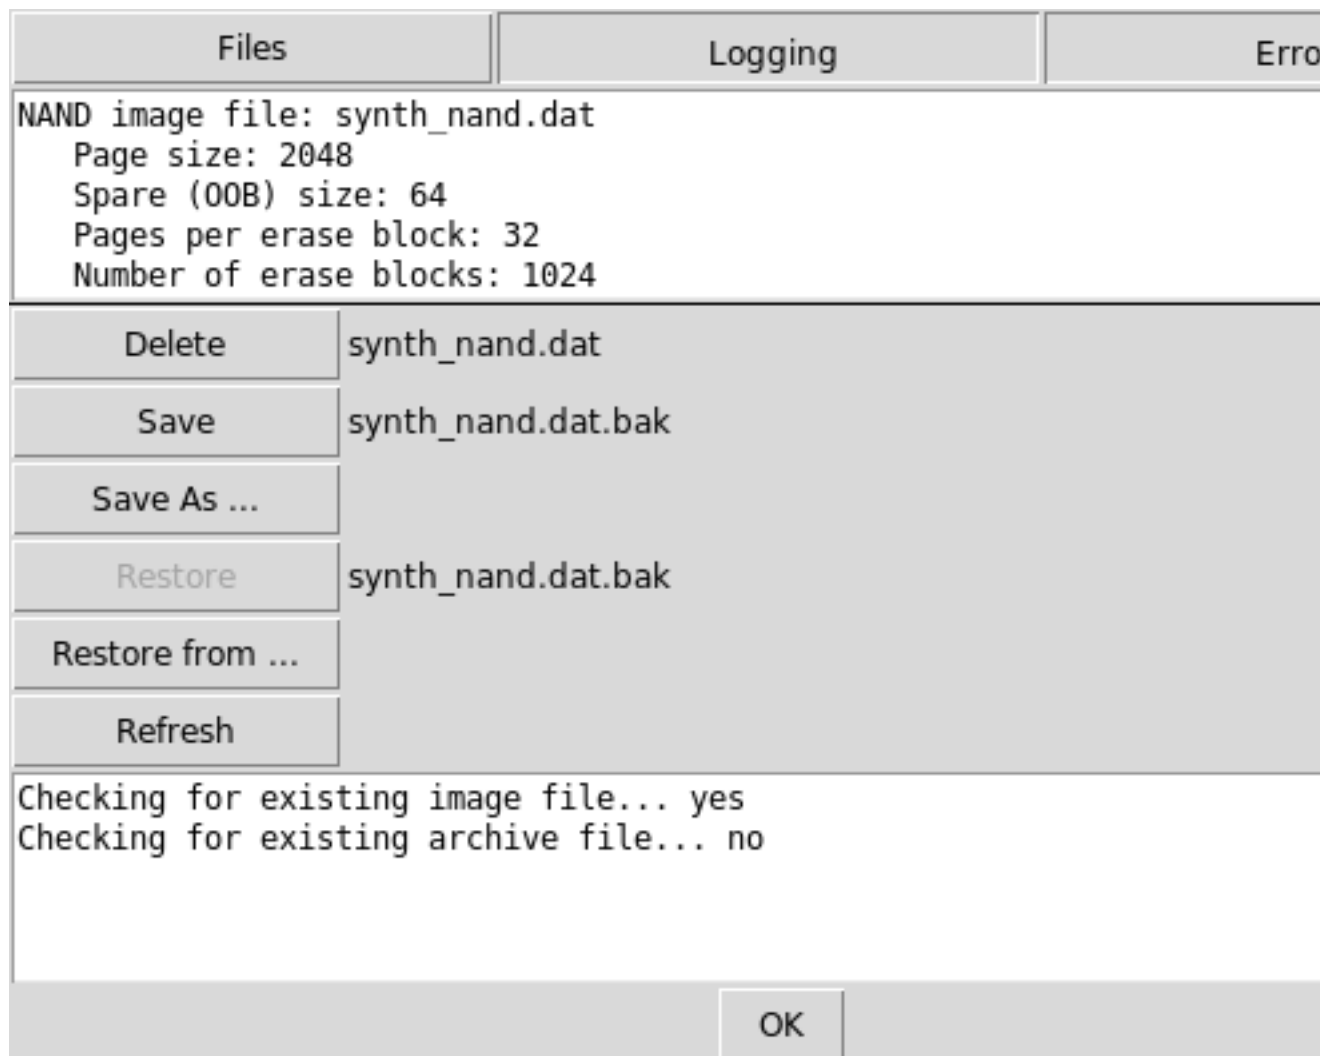 Files Logging Erro
NAND image file: synth_nand.dat
Page size: 2048
Spare (OOB) size: 64
Pages per erase block: 32
Number of erase blocks: 1024
Delete synth_nand.dat
Save synth_nand.dat.bak
Save As ...
Restore synth_nand.dat.bak
Restore from ...
Refresh
Checking for existing image file... yes
Checking for existing archive file... no
OK